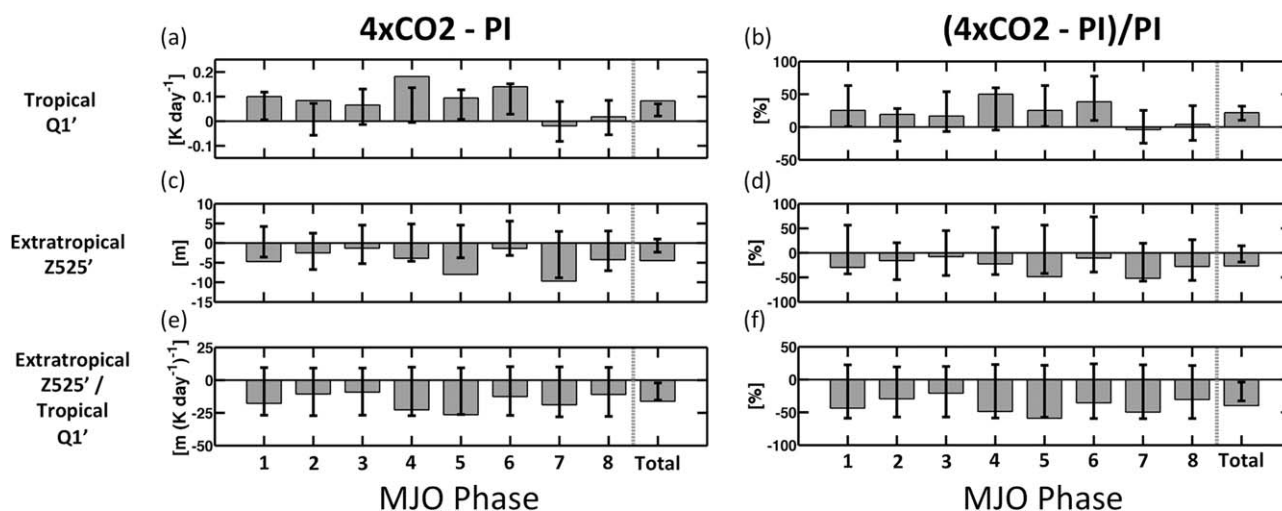 4xCO2 - PI
(4xCO2 - PI)/PI
(a)
Tropical
Q1'
[K day⁻¹]
0.2
0.1
0
-0.1
(b)
[%]
100
50
0
-50
(c)
Extratropical
Z525'
[m]
10
5
0
-5
-10
-15
(d)
[%]
100
50
0
-50
-100
(e)
Extratropical
Z525' /
Tropical
Q1'
[m (K day⁻¹)⁻¹]
25
0
-25
-50
1 2 3 4 5 6 7 8 Total
MJO Phase
(f)
[%]
50
0
-50
-100
1 2 3 4 5 6 7 8 Total
MJO Phase